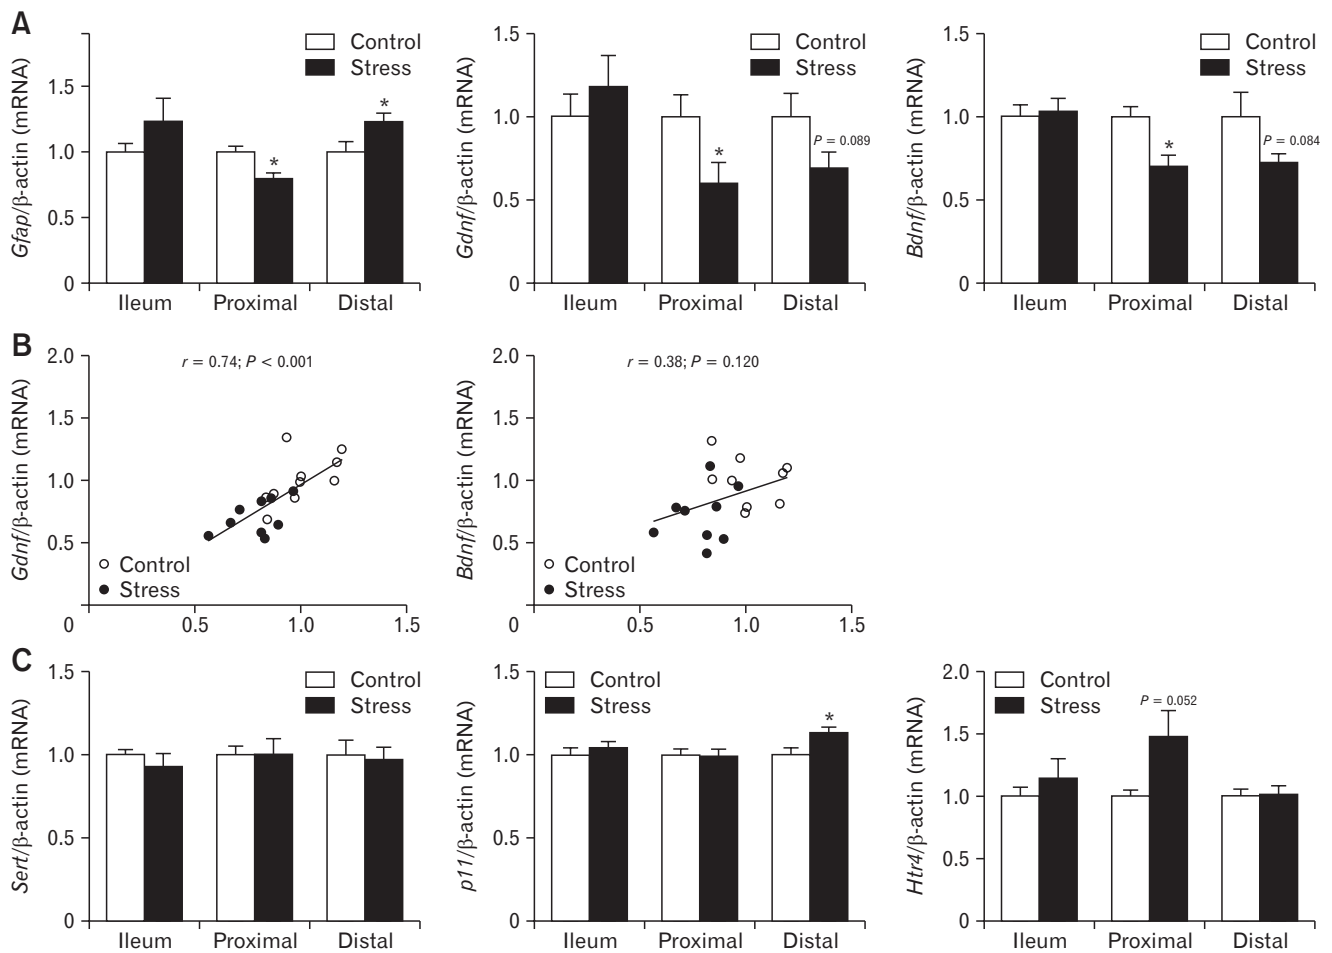 A
Gfap/β-actin (mRNA)
1.5
1.0
0.5
0
Control
Stress
*
*
Ileum Proximal Distal
Gdnf/β-actin (mRNA)
1.5
1.0
0.5
0
Control
Stress
*
P = 0.089
Ileum Proximal Distal
Bdnf/β-actin (mRNA)
1.5
1.0
0.5
0
Control
Stress
*
P = 0.084
Ileum Proximal Distal
B
Gdnf/β-actin (mRNA)
2.0
1.5
1.0
0.5
r = 0.74; P < 0.001
Control
Stress
0 0.5 1.0 1.5
Bdnf/β-actin (mRNA)
2.0
1.5
1.0
0.5
r = 0.38; P = 0.120
Control
Stress
0 0.5 1.0 1.5
C
Sert/β-actin (mRNA)
1.5
1.0
0.5
0
Control
Stress
Ileum Proximal Distal
p11/β-actin (mRNA)
1.5
1.0
0.5
0
Control
Stress
*
Ileum Proximal Distal
Htr4/β-actin (mRNA)
2.0
1.5
1.0
0.5
0
Control
Stress
P = 0.052
Ileum Proximal Distal